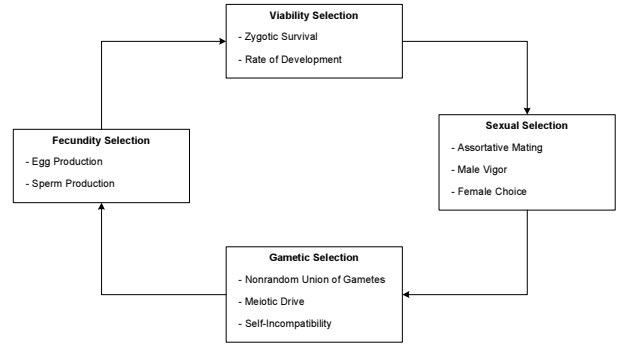 Viability Selection
- Zygotic Survival
- Rate of Development
Sexual Selection
- Assortative Mating
- Male Vigor
- Female Choice
Fecundity Selection
- Egg Production
- Sperm Production
Gametic Selection
- Nonrandom Union of Gametes
- Meiotic Drive
- Self-Incompatibility